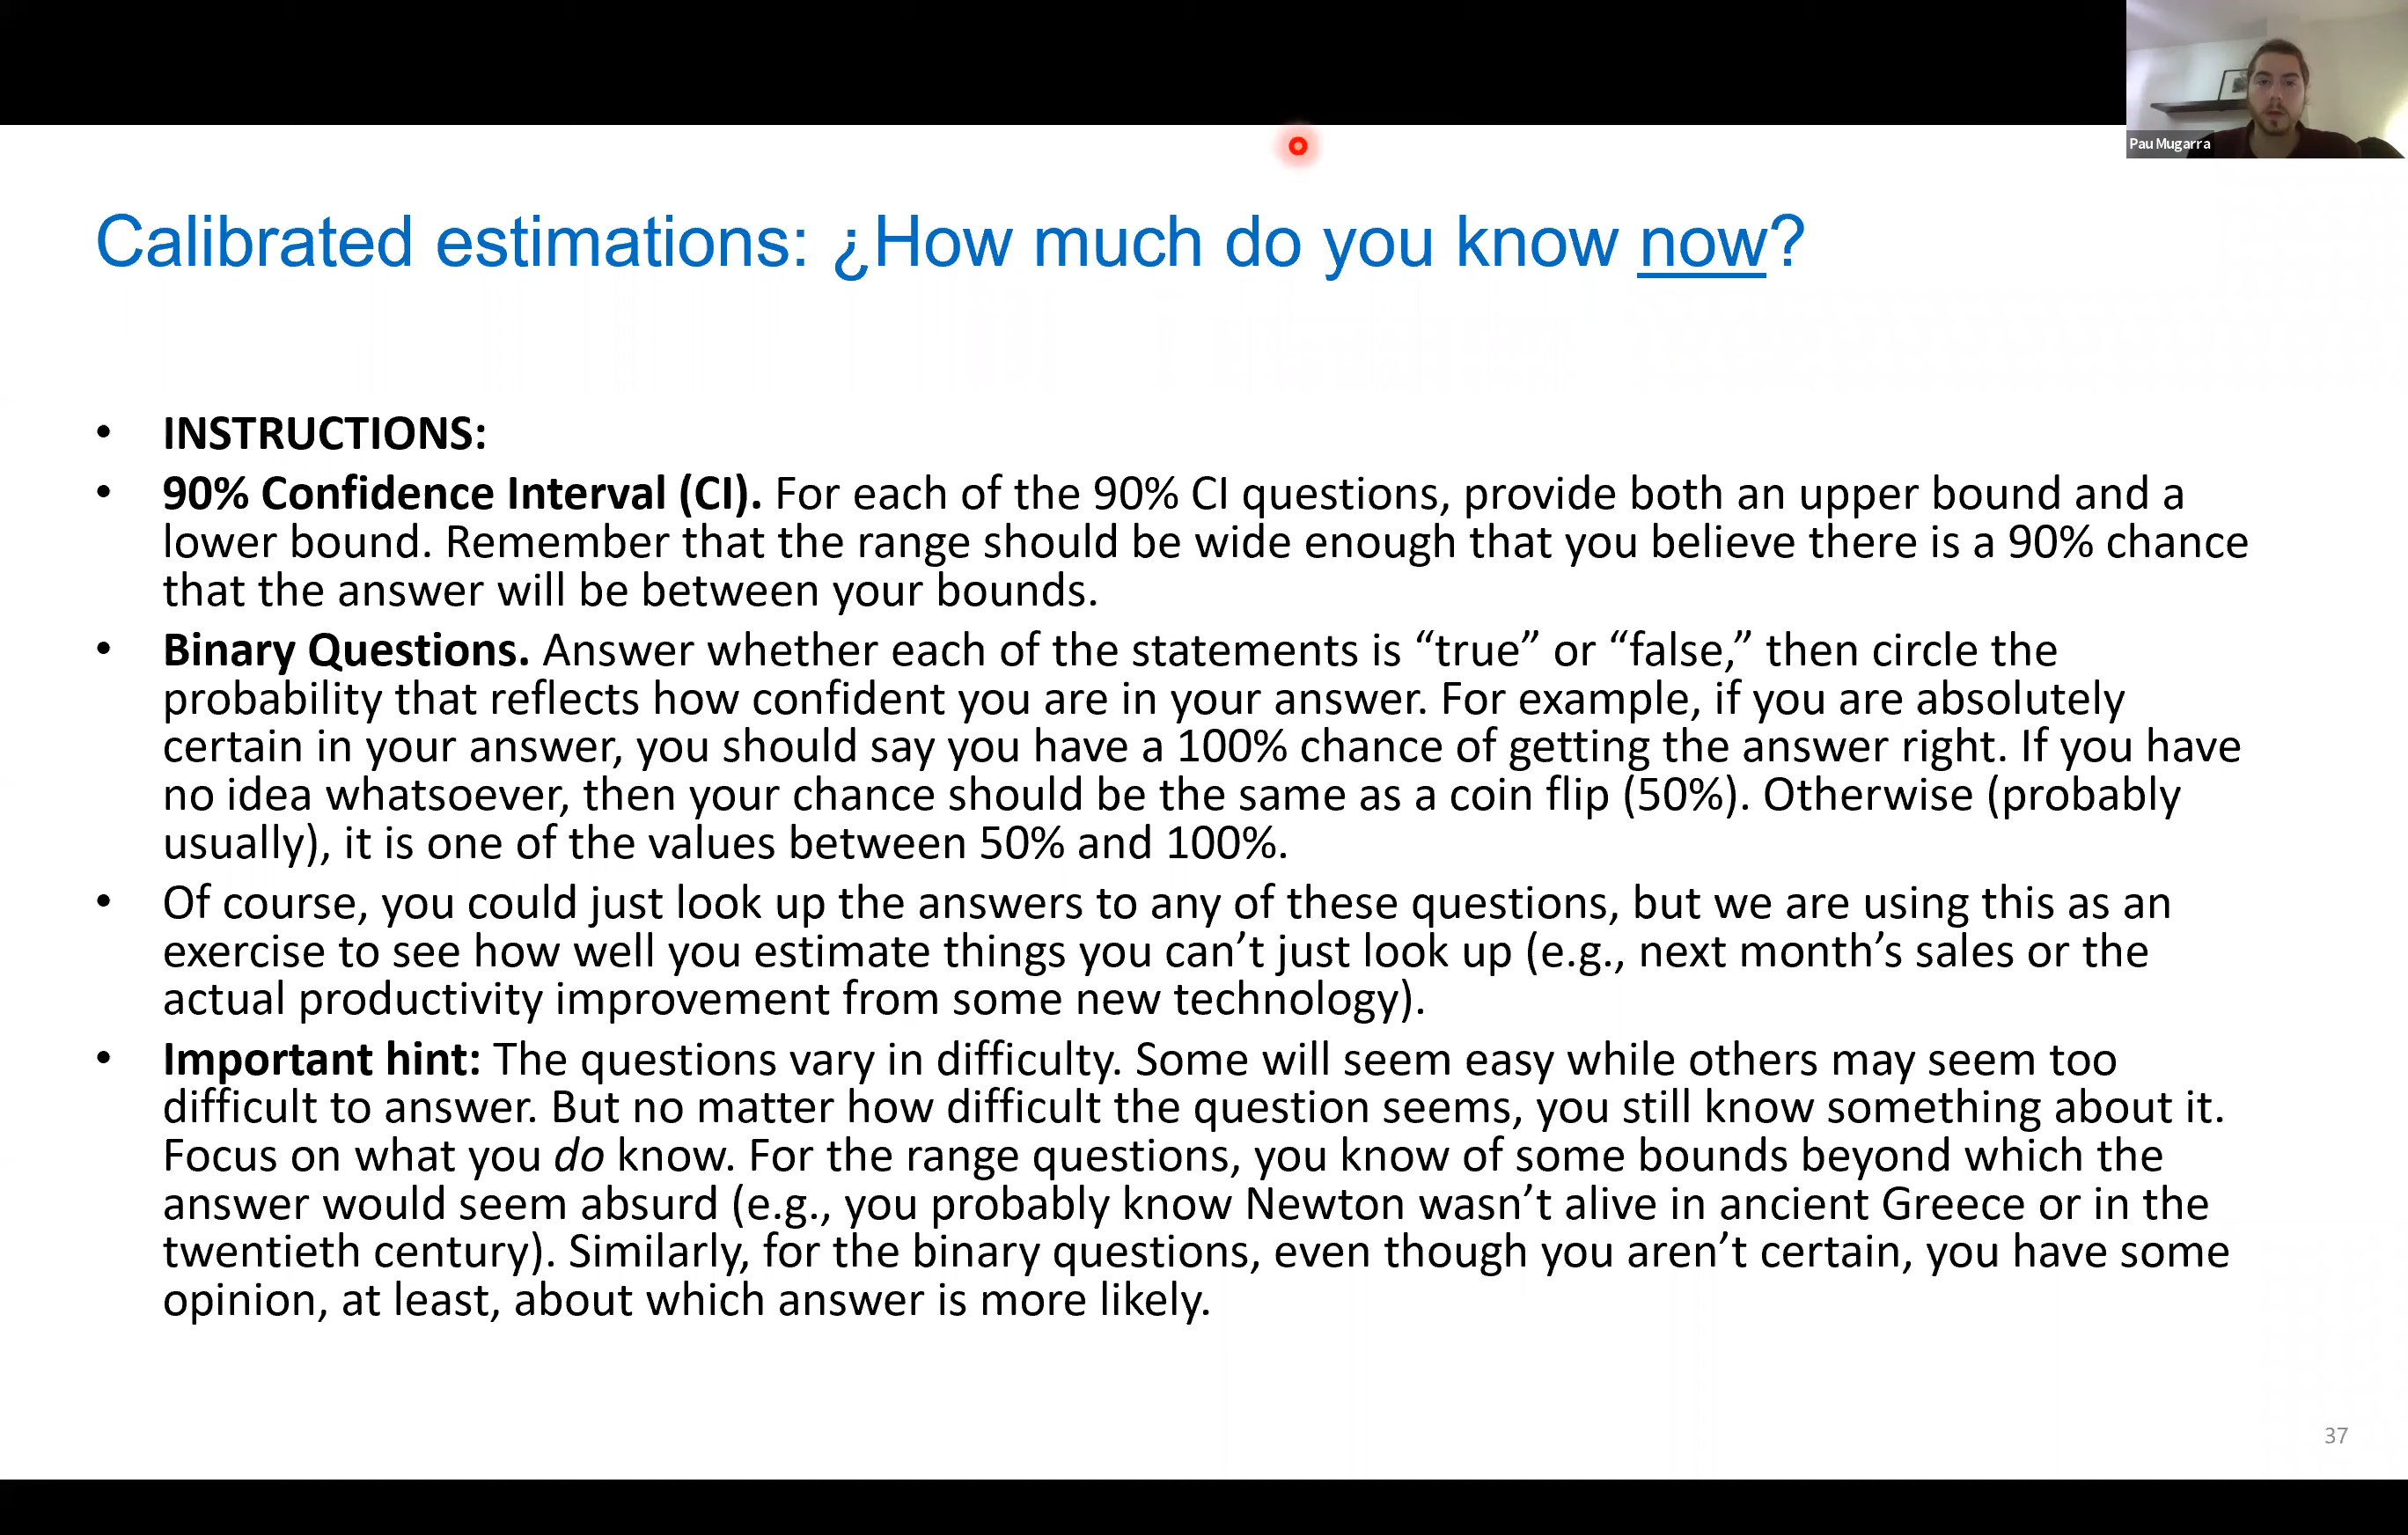 Pau Mugarra
Calibrated estimations: ¿How much do you know now?
• INSTRUCTIONS:
• 90% Confidence Interval (CI). For each of the 90% CI questions, provide both an upper bound and a
lower bound. Remember that the range should be wide enough that you believe there is a 90% chance
that the answer will be between your bounds.
• Binary Questions. Answer whether each of the statements is “true” or “false,” then circle the
probability that reflects how confident you are in your answer. For example, if you are absolutely
certain in your answer, you should say you have a 100% chance of getting the answer right. If you have
no idea whatsoever, then your chance should be the same as a coin flip (50%). Otherwise (probably
usually), it is one of the values between 50% and 100%.
• Of course, you could just look up the answers to any of these questions, but we are using this as an
exercise to see how well you estimate things you can’t just look up (e.g., next month’s sales or the
actual productivity improvement from some new technology).
• Important hint: The questions vary in difficulty. Some will seem easy while others may seem too
difficult to answer. But no matter how difficult the question seems, you still know something about it.
Focus on what you do know. For the range questions, you know of some bounds beyond which the
answer would seem absurd (e.g., you probably know Newton wasn’t alive in ancient Greece or in the
twentieth century). Similarly, for the binary questions, even though you aren’t certain, you have some
opinion, at least, about which answer is more likely.
37